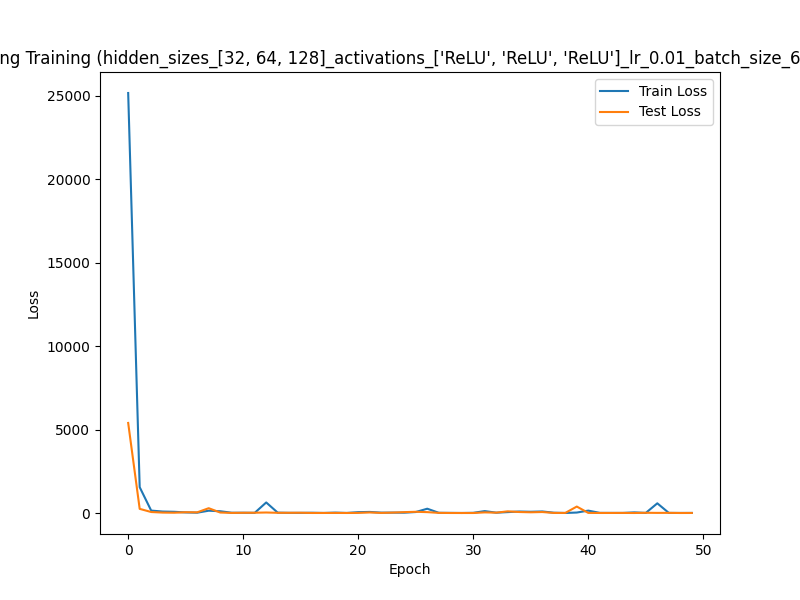 ng Training (hidden_sizes_[32, 64, 128]_activations_['ReLU', 'ReLU', 'ReLU']_lr_0.01_batch_size_6
Train Loss
Test Loss
25000
20000
15000
10000
5000
0
Loss
0 10 20 30 40 50
Epoch